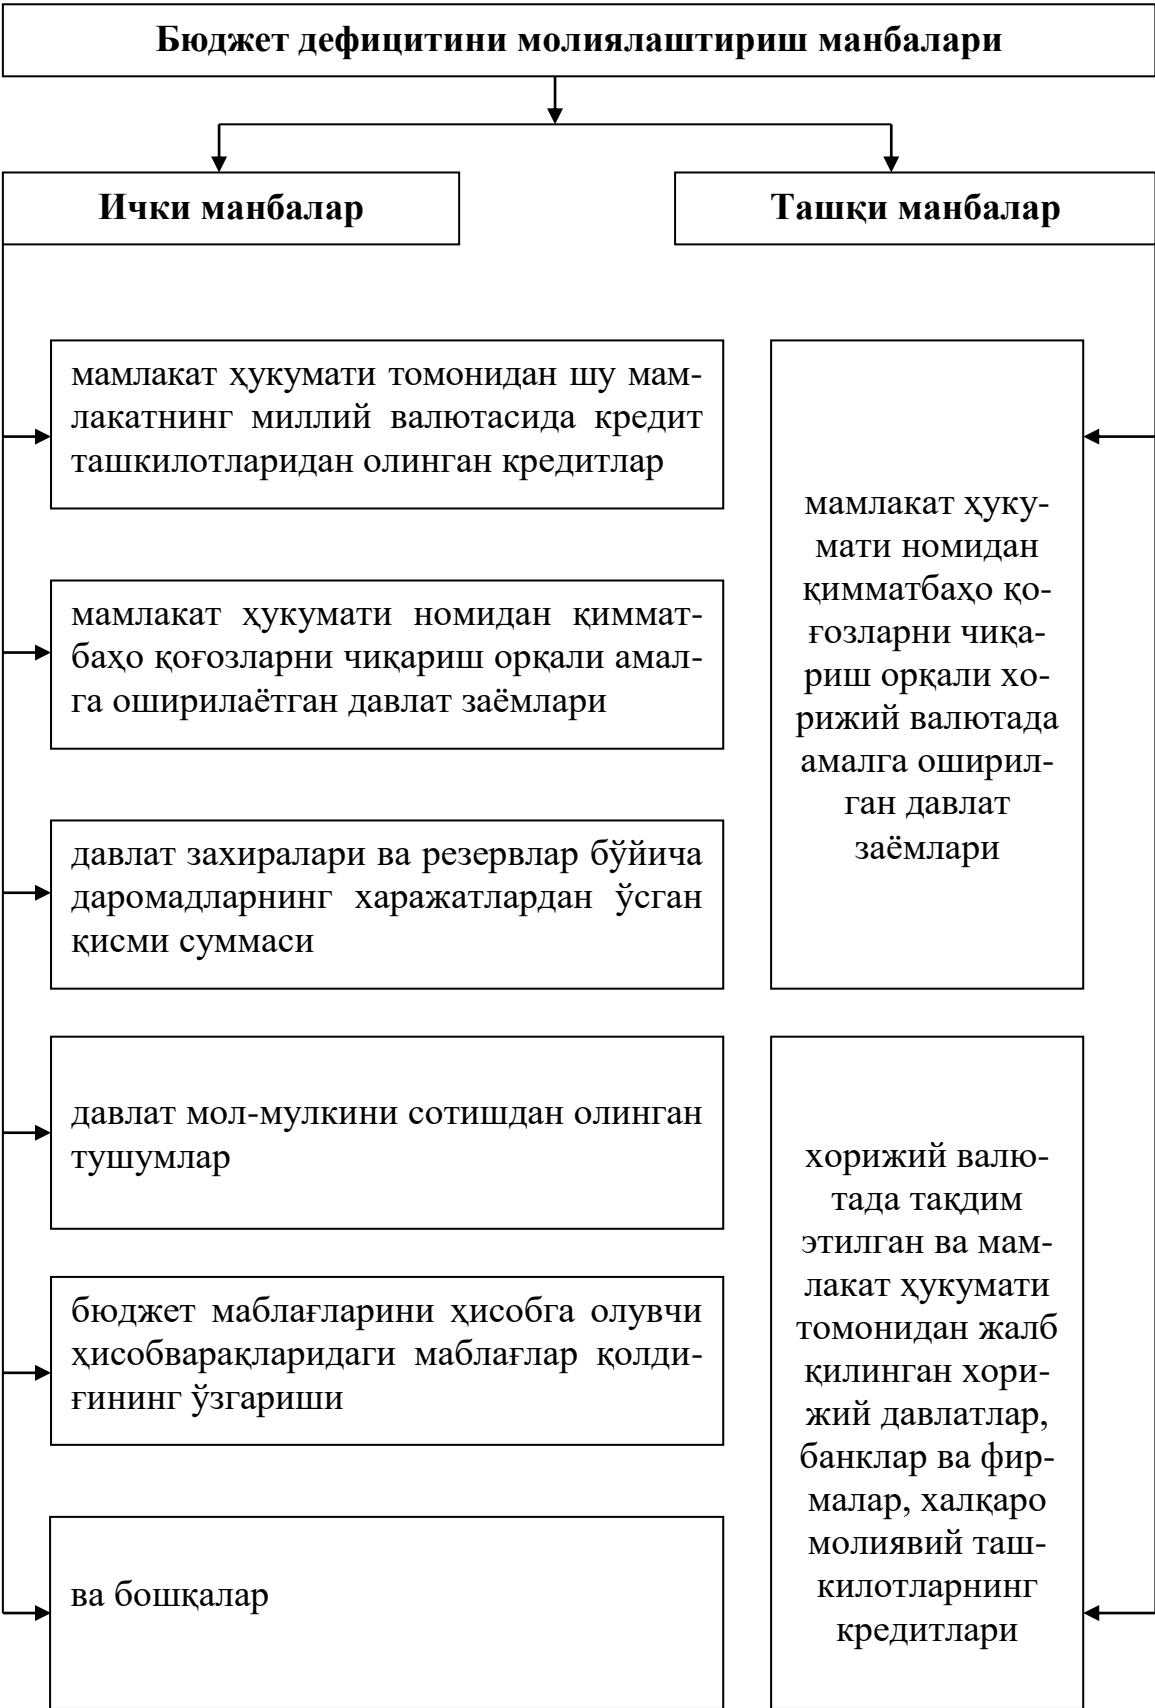 Бюджет дефицитини молиялаштириш манбалари
Ички манбалар
Ташқи манбалар
мамлакат ҳукумати томонидан шу мам-
лакатнинг миллий валютасида кредит
ташкилотларидан олинган кредитлар
мамлакат ҳукумати номидан қиммат-
баҳо қоғозларни чиқариш орқали амал-
га оширилаётган давлат заёмлари
давлат захиралари ва резервлар бўйича
даромадларнинг харажатлардан ўсган
қисми суммаси
давлат мол-мулкини сотишдан олинган
тушумлар
бюджет маблағларини ҳисобга олувчи
ҳисобварақларидаги маблағлар қолди-
ғининг ўзгариши
ва бошқалар
мамлакат ҳуку-
мати номидан
қимматбаҳо қо-
ғозларни чиқа-
риш орқали хо-
рижий валютада
амалга оширил-
ган давлат
заёмлари
хорижий валю-
тада тақдим
этилган ва мам-
лакат ҳукумати
томонидан жалб
қилинган хори-
жий давлатлар,
банклар ва фир-
малар, халқаро
молиявий таш-
килотларнинг
кредитлари